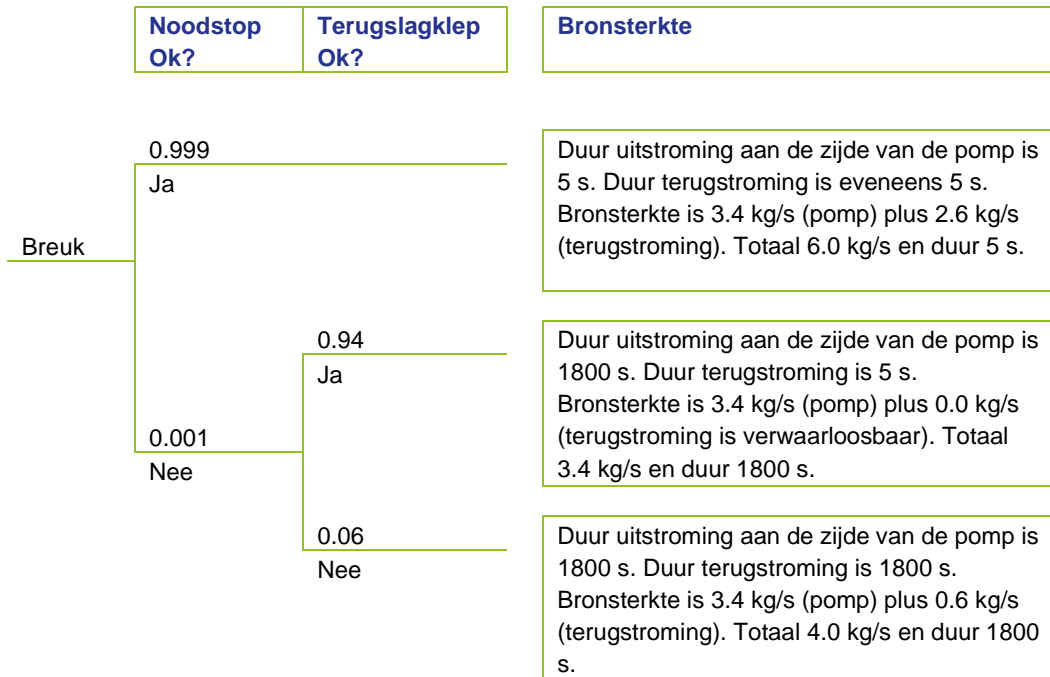 Noodstop
Ok?
Terugslagklep
Ok?
Bronsterkte
0.999
Ja
Duur uitstroming aan de zijde van de pomp is
5 s. Duur terugstroming is eveneens 5 s.
Bronsterkte is 3.4 kg/s (pomp) plus 2.6 kg/s
(terugstroming). Totaal 6.0 kg/s en duur 5 s.
Breuk
0.94
Ja
Duur uitstroming aan de zijde van de pomp is
1800 s. Duur terugstroming is 5 s.
Bronsterkte is 3.4 kg/s (pomp) plus 0.0 kg/s
(terugstroming is verwaarloosbaar). Totaal
3.4 kg/s en duur 1800 s.
0.001
Nee
0.06
Nee
Duur uitstroming aan de zijde van de pomp is
1800 s. Duur terugstroming is 1800 s.
Bronsterkte is 3.4 kg/s (pomp) plus 0.6 kg/s
(terugstroming). Totaal 4.0 kg/s en duur 1800
s.